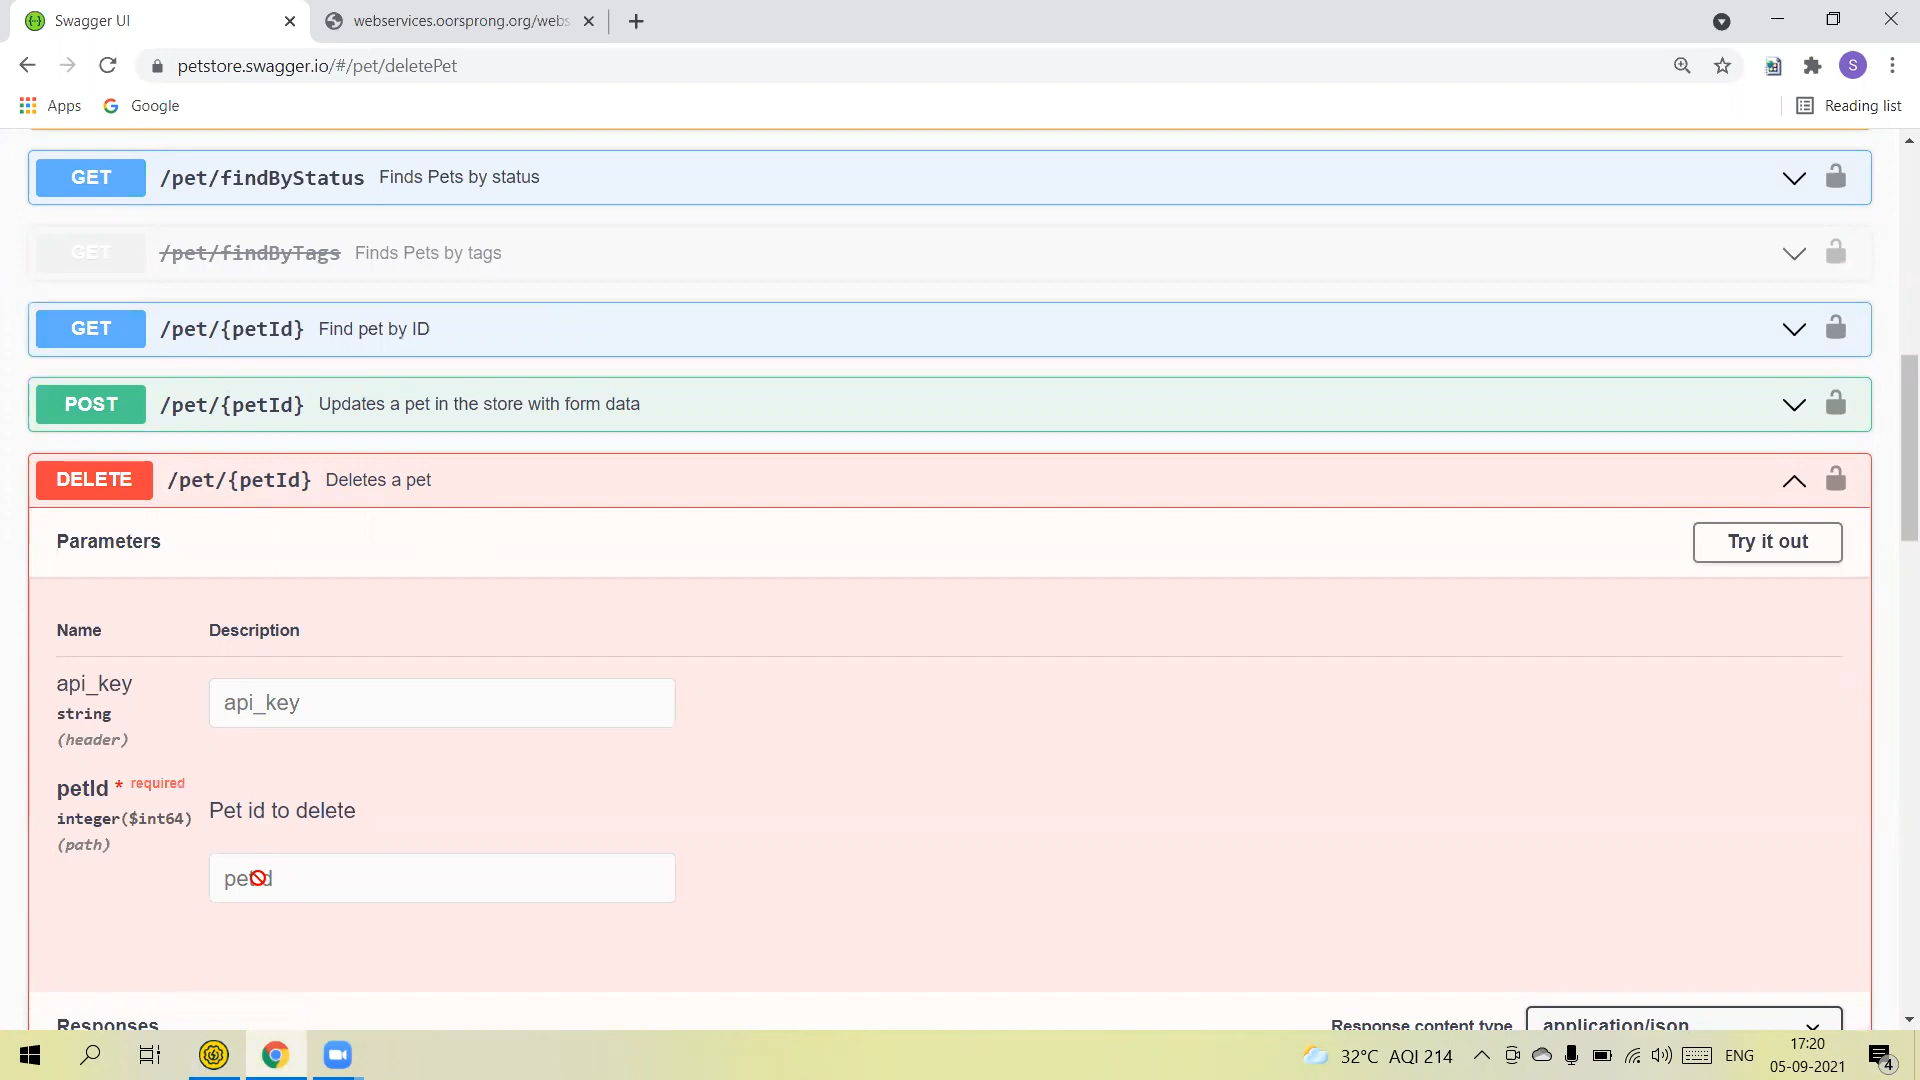 Swagger UI
webservices.oorsprong.org/webs
petstore.swagger.io/#/pet/deletePet
S
Apps
Google
Reading list
GET /pet/findByStatus Finds Pets by status
GET /pet/findByTags Finds Pets by tags
GET /pet/{petId} Find pet by ID
POST /pet/{petId} Updates a pet in the store with form data
DELETE /pet/{petId} Deletes a pet
Parameters
Try it out
Name Description
api_key
string
(header)
api_key
petId * required
integer($int64)
(path)
Pet id to delete
petId
Responses
Response content type
application/json
32°C AQI 214
ENG
17:20
05-09-2021
4